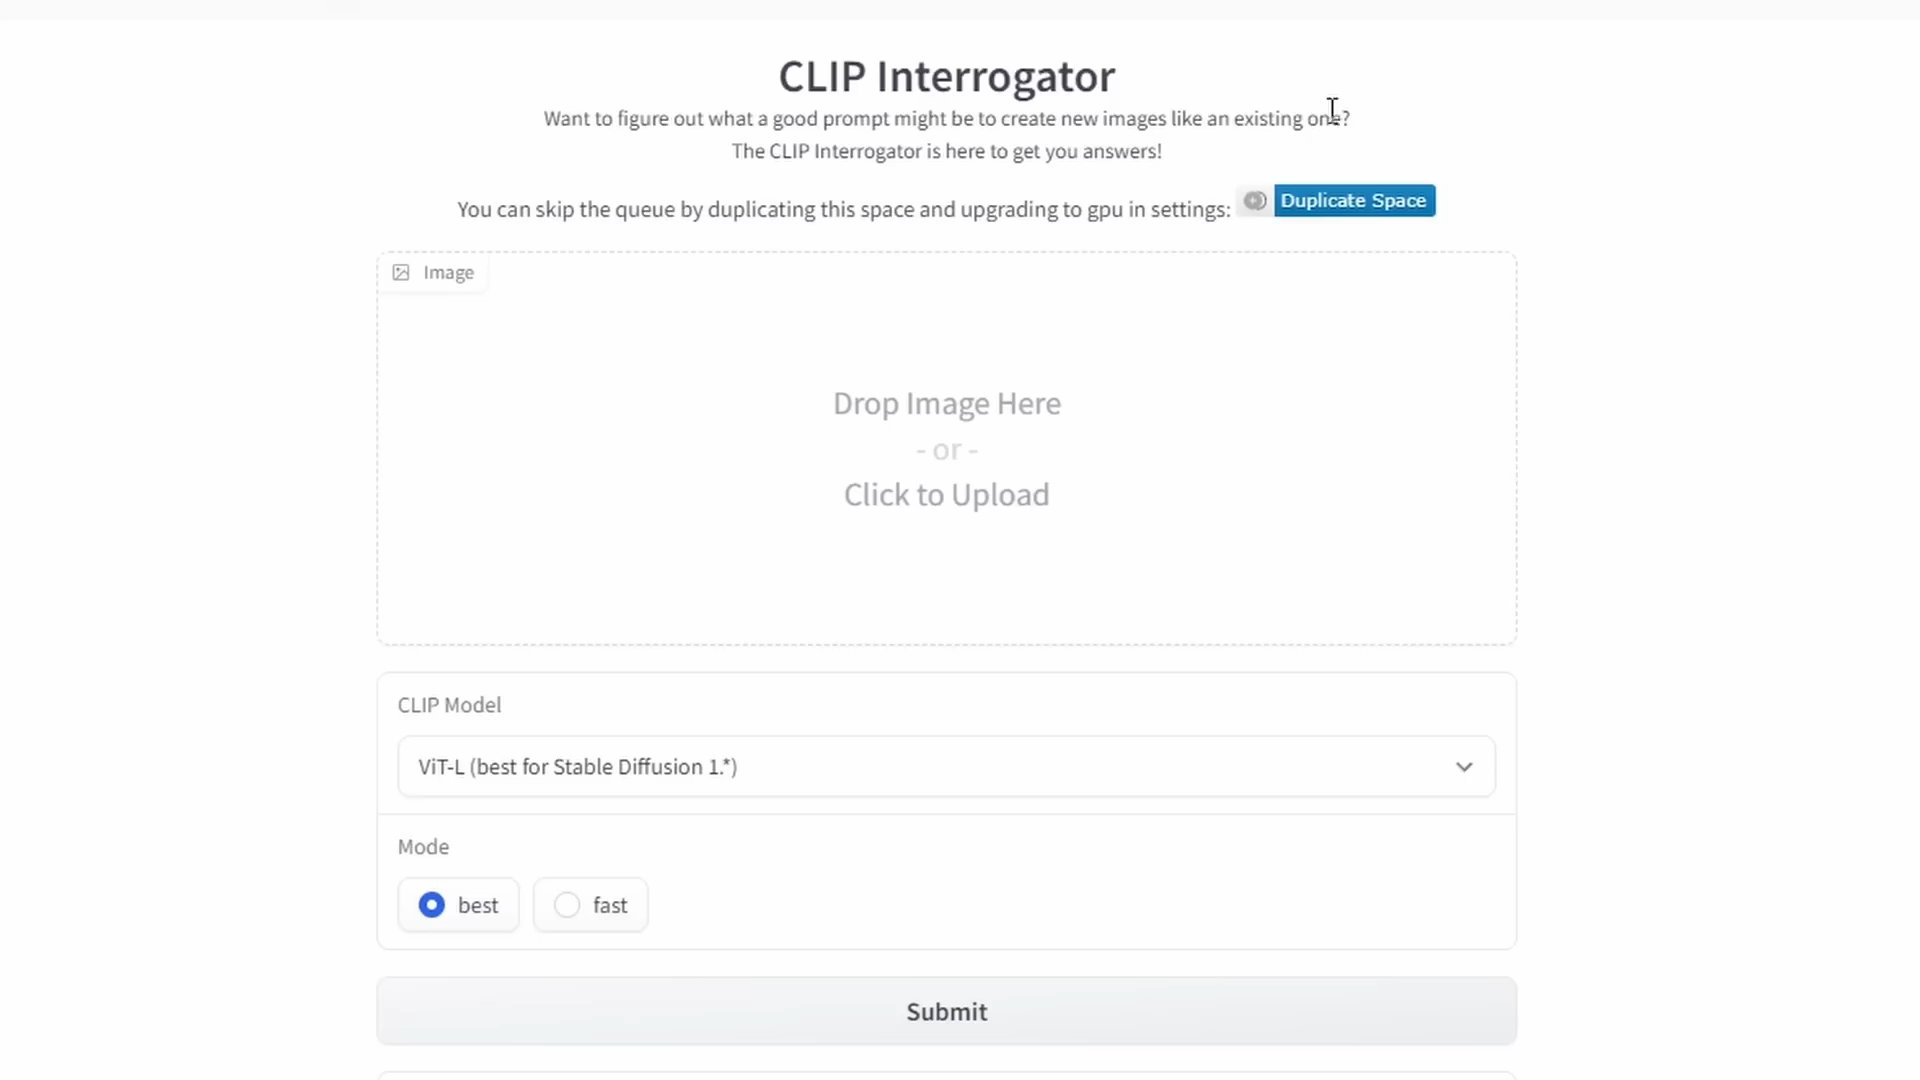 CLIP Interrogator
Want to figure out what a good prompt might be to create new images like an existing one?
The CLIP Interrogator is here to get you answers!
You can skip the queue by duplicating this space and upgrading to gpu in settings: Duplicate Space
Image
Drop Image Here
- or -
Click to Upload
CLIP Model
ViT-L (best for Stable Diffusion 1.*)
Mode
best fast
Submit